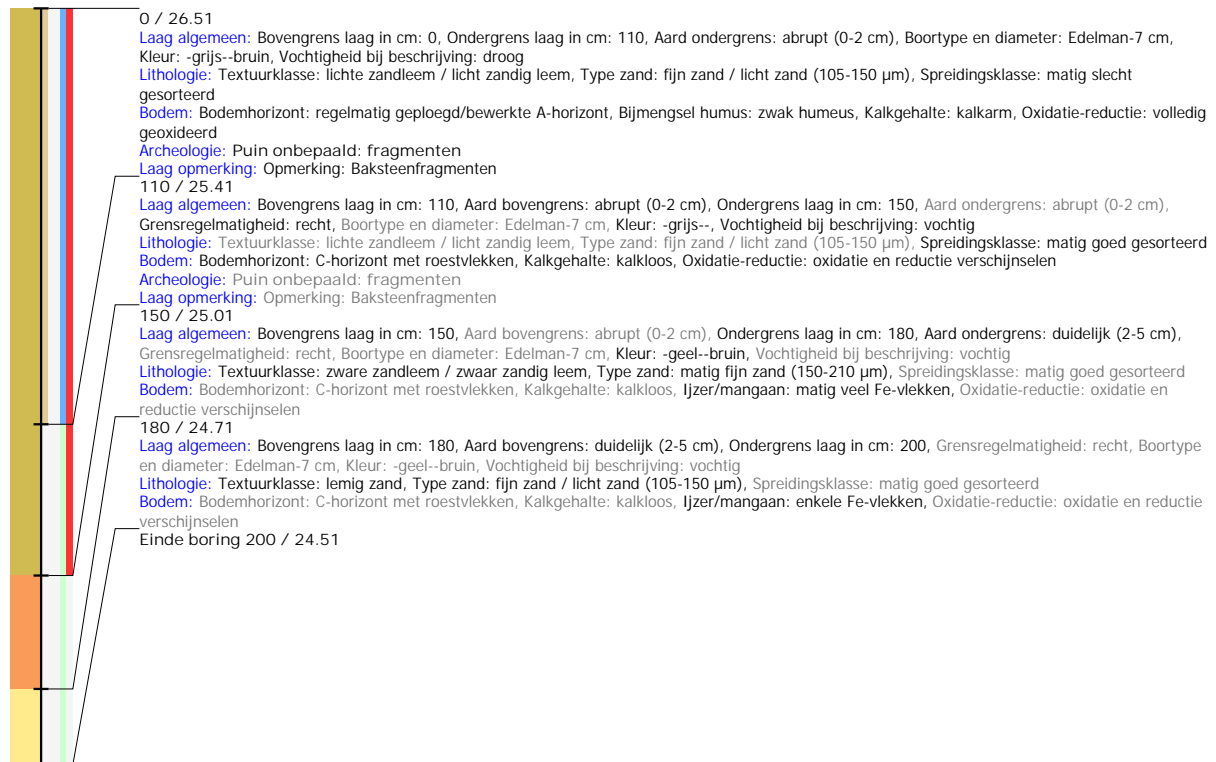 0 / 26.51
Laag algemeen: Bovengrens laag in cm: 0, Ondergrens laag in cm: 110, Aard ondergrens: abrupt (0-2 cm), Boortype en diameter: Edelman-7 cm,
Kleur: -grijs--bruin, Vochtigheid bij beschrijving: droog
Lithologie: Textuurklasse: lichte zandleem / licht zandig leem, Type zand: fijn zand / licht zand (105-150 µm), Spreidingsklasse: matig slecht
gesorteerd
Bodem: Bodemhorizont: regelmatig geploegd/bewerkte A-horizont, Bijmengsel humus: zwak humeus, Kalkgehalte: kalkarm, Oxidatie-reductie: volledig
geoxideerd
Archeologie: Puin onbepaald: fragmenten
Laag opmerking: Opmerking: Baksteenfragmenten
110 / 25.41
Laag algemeen: Bovengrens laag in cm: 110, Aard bovengrens: abrupt (0-2 cm), Ondergrens laag in cm: 150, Aard ondergrens: abrupt (0-2 cm),
Grensregelmatigheid: recht, Boortype en diameter: Edelman-7 cm, Kleur: -grijs--, Vochtigheid bij beschrijving: vochtig
Lithologie: Textuurklasse: lichte zandleem / licht zandig leem, Type zand: fijn zand / licht zand (105-150 µm), Spreidingsklasse: matig goed gesorteerd
Bodem: Bodemhorizont: C-horizont met roestvlekken, Kalkgehalte: kalkloos, Oxidatie-reductie: oxidatie en reductie verschijnselen
Archeologie: Puin onbepaald: fragmenten
Laag opmerking: Opmerking: Baksteenfragmenten
150 / 25.01
Laag algemeen: Bovengrens laag in cm: 150, Aard bovengrens: abrupt (0-2 cm), Ondergrens laag in cm: 180, Aard ondergrens: duidelijk (2-5 cm),
Grensregelmatigheid: recht, Boortype en diameter: Edelman-7 cm, Kleur: -geel--bruin, Vochtigheid bij beschrijving: vochtig
Lithologie: Textuurklasse: zware zandleem / zwaar zandig leem, Type zand: matig fijn zand (150-210 µm), Spreidingsklasse: matig goed gesorteerd
Bodem: Bodemhorizont: C-horizont met roestvlekken, Kalkgehalte: kalkloos, Ijzer/mangaan: matig veel Fe-vlekken, Oxidatie-reductie: oxidatie en
reductie verschijnselen
180 / 24.71
Laag algemeen: Bovengrens laag in cm: 180, Aard bovengrens: duidelijk (2-5 cm), Ondergrens laag in cm: 200, Grensregelmatigheid: recht, Boortype
en diameter: Edelman-7 cm, Kleur: -geel--bruin, Vochtigheid bij beschrijving: vochtig
Lithologie: Textuurklasse: lemig zand, Type zand: fijn zand / licht zand (105-150 µm), Spreidingsklasse: matig goed gesorteerd
Bodem: Bodemhorizont: C-horizont met roestvlekken, Kalkgehalte: kalkloos, Ijzer/mangaan: enkele Fe-vlekken, Oxidatie-reductie: oxidatie en reductie
verschijnselen
Einde boring 200 / 24.51